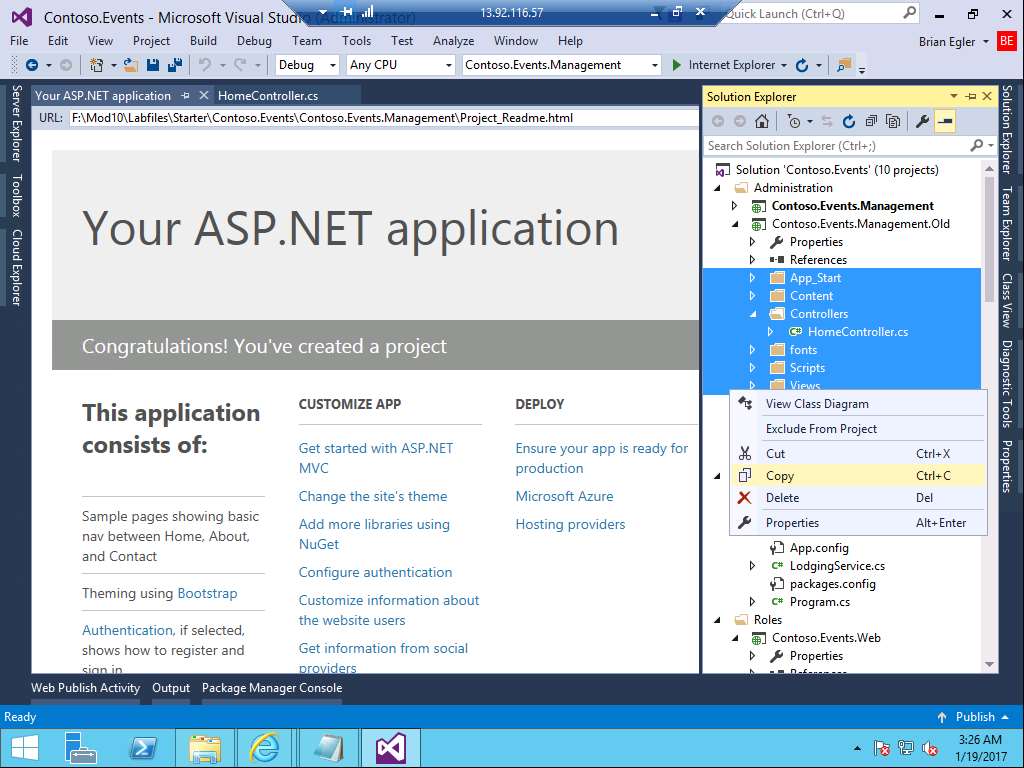 Contoso.Events - Microsoft Visual Studio (Administrator)
13.92.116.57
Quick Launch (Ctrl+Q)
File Edit View Project Build Debug Team Tools Test Analyze Window Help
Brian Egler BE
Debug Any CPU Contoso.Events.Management Internet Explorer
Server Explorer
Toolbox
Cloud Explorer
Your ASP.NET application HomeController.cs
URL: F:\Mod10\Labfiles\Starter\Contoso.Events\Contoso.Events.Management\Project_Readme.html
Your ASP.NET application
Congratulations! You've created a project
This application
consists of:
Sample pages showing basic
nav between Home, About,
and Contact
Theming using Bootstrap
Authentication, if selected,
shows how to register and
sign in
CUSTOMIZE APP
Get started with ASP.NET
MVC
Change the site's theme
Add more libraries using
NuGet
Configure authentication
Customize information about
the website users
Get information from social
providers
DEPLOY
Ensure your app is ready for
production
Microsoft Azure
Hosting providers
Solution Explorer
Search Solution Explorer (Ctrl+;)
Solution 'Contoso.Events' (10 projects)
Administration
Contoso.Events.Management
Contoso.Events.Management.Old
Properties
References
App_Start
Content
Controllers
HomeController.cs
fonts
Scripts
Views
View Class Diagram
Exclude From Project
Cut Ctrl+X
Copy Ctrl+C
Delete Del
Properties Alt+Enter
App.config
LodgingService.cs
packages.config
Program.cs
Roles
Contoso.Events.Web
Properties
References
Solution Explorer
Team Explorer
Class View
Diagnostic Tools
Properties
Web Publish Activity Output Package Manager Console
Ready
Publish
3:26 AM
1/19/2017